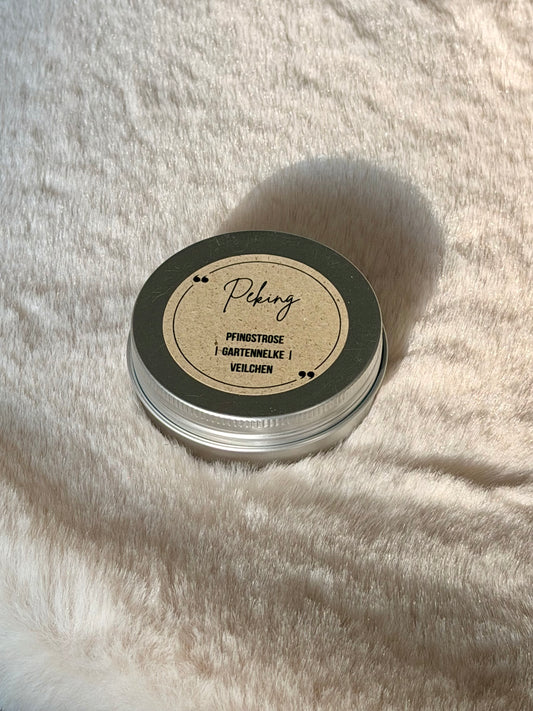 “
Peking
PFINGSTROSE
| GARTENNELKE |
VEILCHEN
”